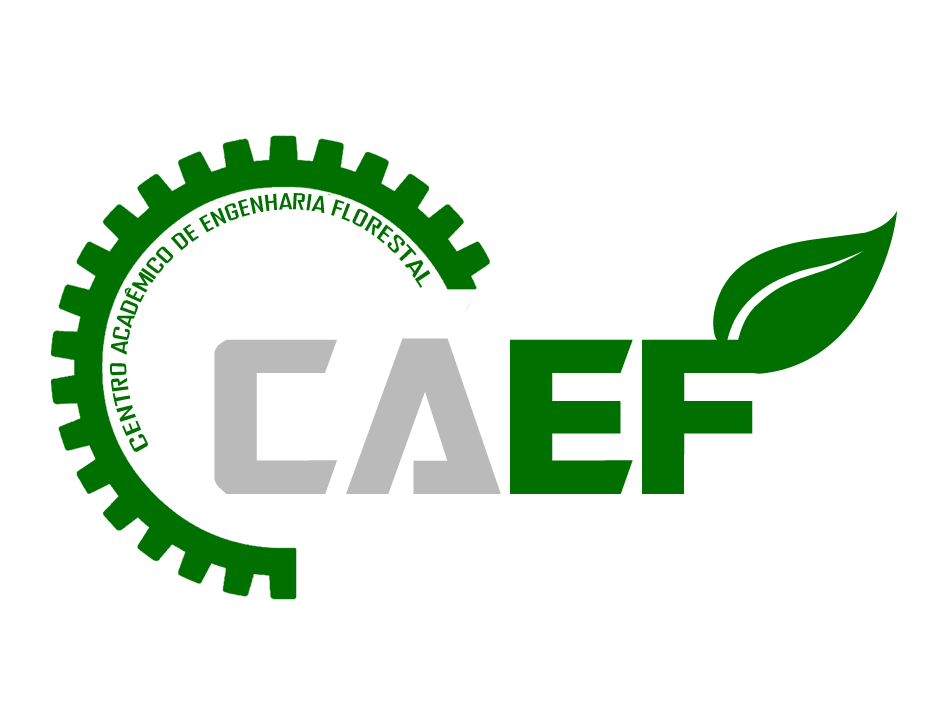 CENTRO ACADÊMICO DE ENGENHARIA FLORESTAL
CAEF